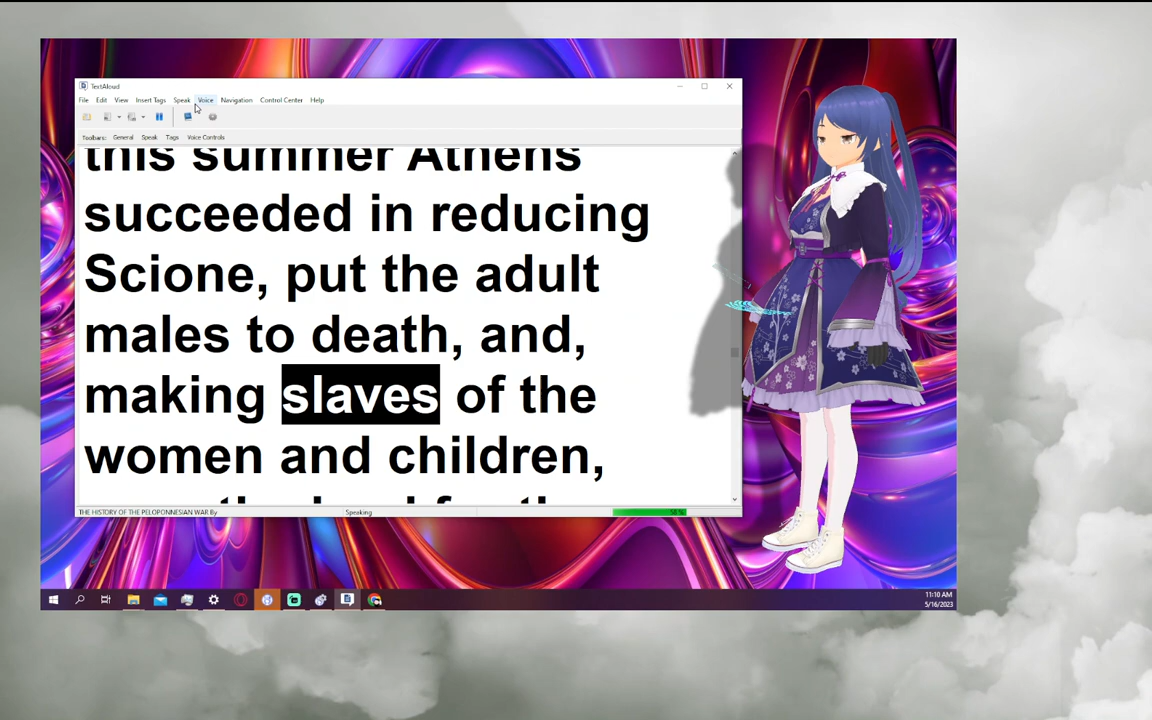 TextAloud
File Edit View Insert Tags Speak Voice Navigation Control Center Help
Toolbars: General Speak Tags Voice Controls
this summer Athens
succeeded in reducing
Scione, put the adult
males to death, and,
making slaves of the
women and children,
THE HISTORY OF THE PELOPONNESIAN WAR By Speaking
11:10 AM
5/16/2023